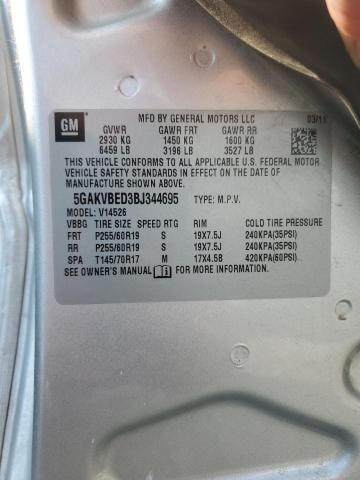 GM
MFD BY GENERAL MOTORS LLC 03/11
GVWR GAWR FRT GAWR RR
2930 KG 1450 KG 1600 KG
6459 LB 3196 LB 3527 LB
THIS VEHICLE CONFORMS TO ALL APPLICABLE U.S. FEDERAL
MOTOR VEHICLE SAFETY STANDARDS IN EFFECT ON THE DATE OF
MANUFACTURE SHOWN ABOVE.
5GAKVBED3BJ344695 TYPE: M.P.V.
MODEL: V14526
VBBG TIRE SIZE SPEED RTG RIM COLD TIRE PRESSURE
FRT P255/60R19 S 19X7.5J 240KPA(35PSI)
RR P255/60R19 S 19X7.5J 240KPA(35PSI)
SPA T145/70R17 M 17X4.5B 420KPA(60PSI)
SEE OWNER'S MANUAL FOR MORE INFORMATION.